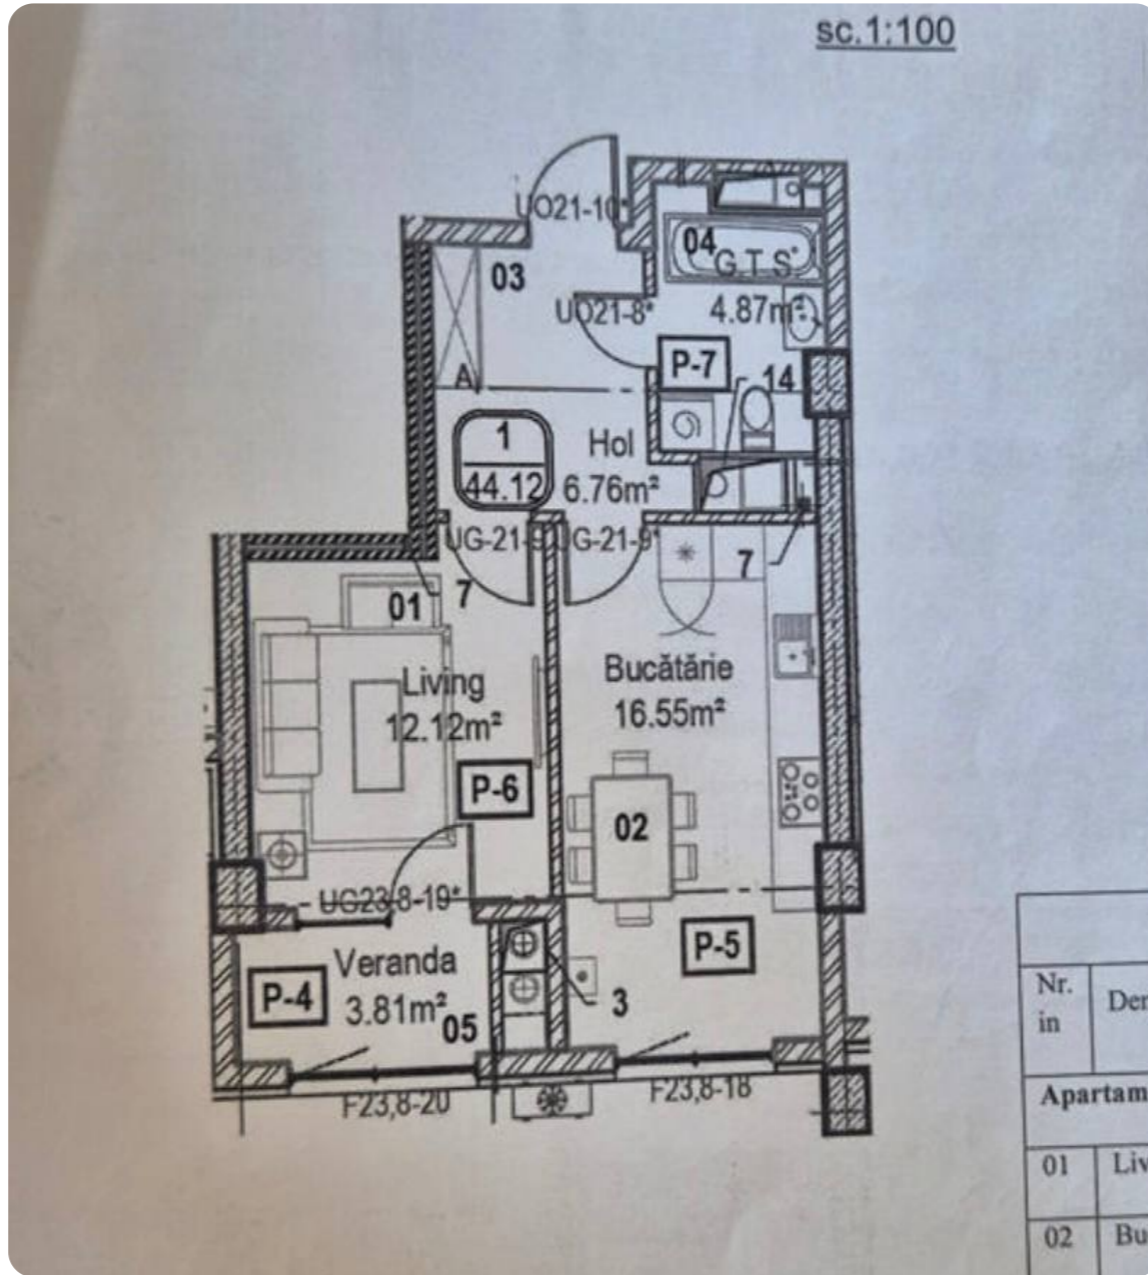 sc.1:100
UO21-10*
03
04
G.T.S*
UO21-8*
4.87m²
P-7
14
A
1
44.12
Hol
6.76m²
UG-21-9*
UG-21-9*
7
7
01
Living
12.12m²
Bucătărie
16.55m²
P-6
02
UG23,8-19*
Veranda
3.81m²
P-4
05
P-5
3
F23,8-20
F23,8-18
Nr.
in
Apartam
01
Liv
02
Bu